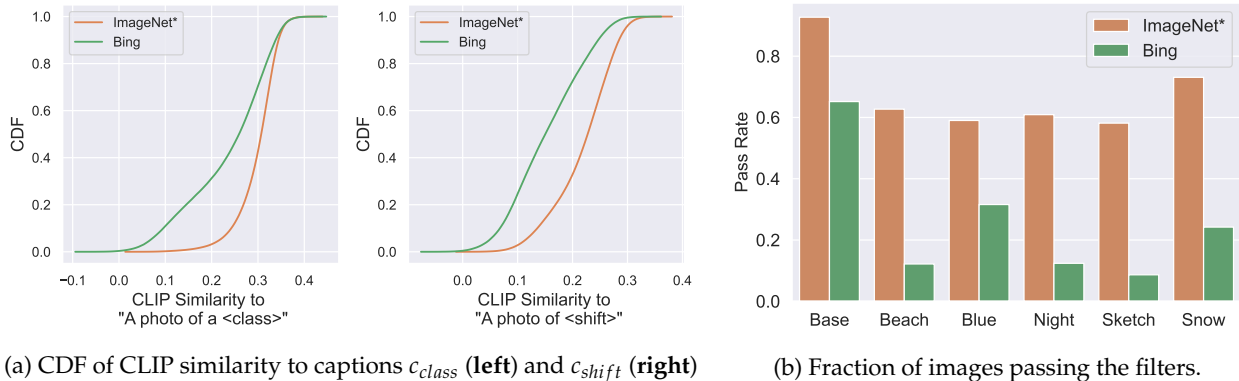 ImageNet*
Bing
CDF
1.0
0.8
0.6
0.4
0.2
0.0
−0.1 0.0 0.1 0.2 0.3 0.4
CLIP Similarity to
"A photo of a <class>"
ImageNet*
Bing
CDF
1.0
0.8
0.6
0.4
0.2
0.0
0.0 0.1 0.2 0.3 0.4
CLIP Similarity to
"A photo of <shift>"
(a) CDF of CLIP similarity to captions c_class (left) and c_shift (right)
ImageNet*
Bing
Pass Rate
0.8
0.6
0.4
0.2
0.0
Base Beach Blue Night Sketch Snow
(b) Fraction of images passing the filters.